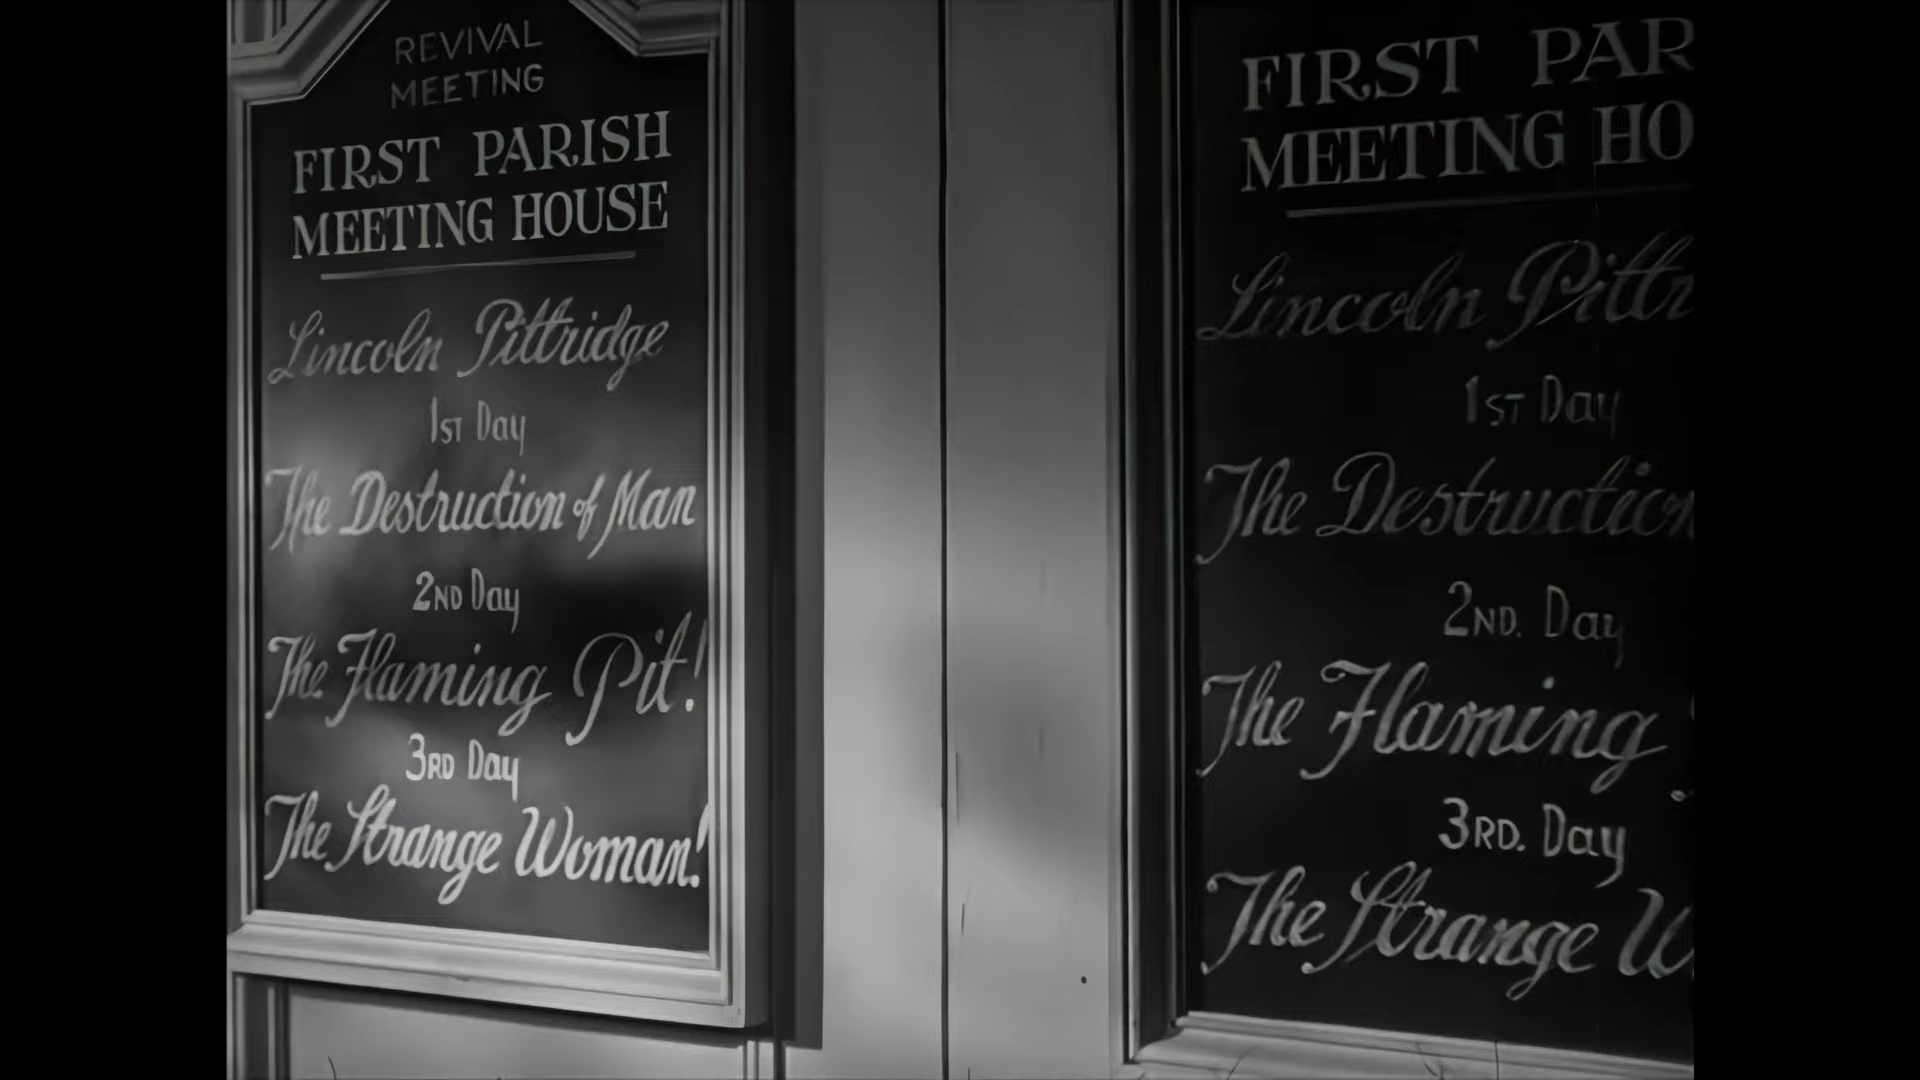 REVIVAL
MEETING
FIRST PARISH
MEETING HOUSE
Lincoln Pittridge
1ST Day
The Destruction of Man
2ND Day
The Flaming Pit!
3RD Day
The Strange Woman!
FIRST PAR
MEETING HO
Lincoln Pittr
1ST Day
The Destruction
2ND. Day
The Flaming
3RD. Day
The Strange W